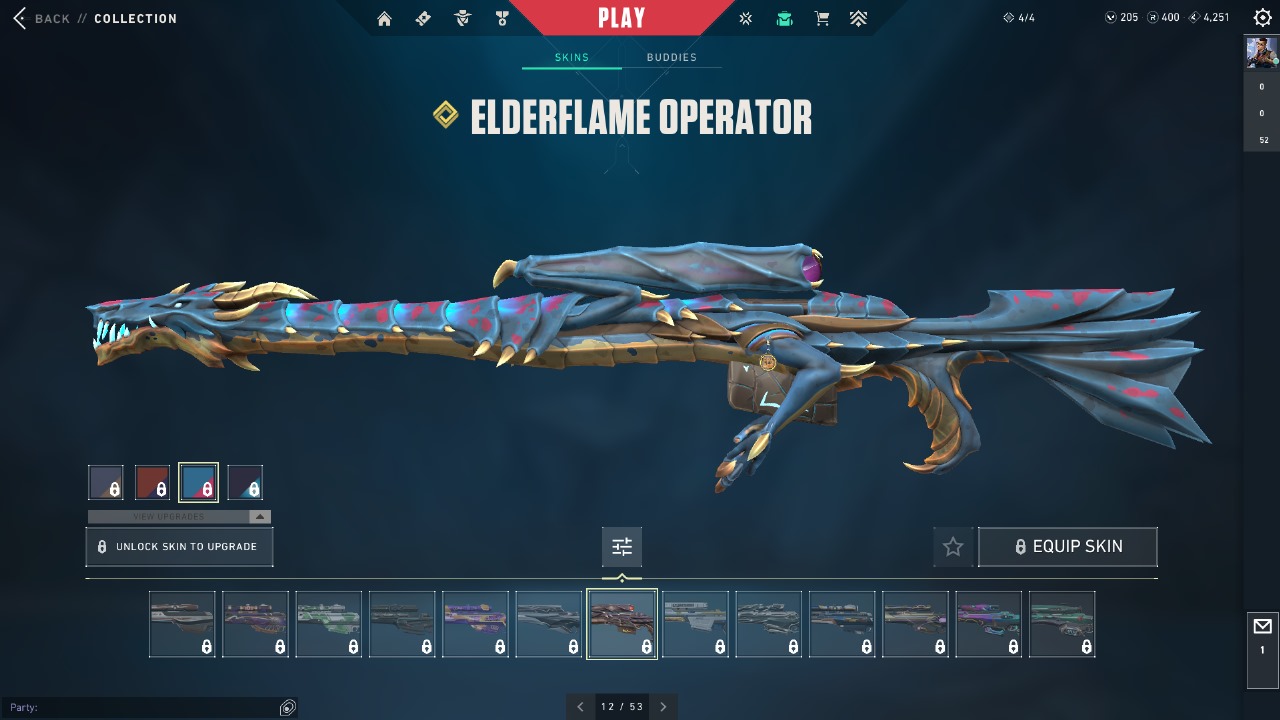 BACK // COLLECTION
PLAY
4/4
205
400
4,251
SKINS
BUDDIES
ELDERFLAME OPERATOR
0
0
52
VIEW UPGRADES
UNLOCK SKIN TO UPGRADE
EQUIP SKIN
1
Party:
12 / 53